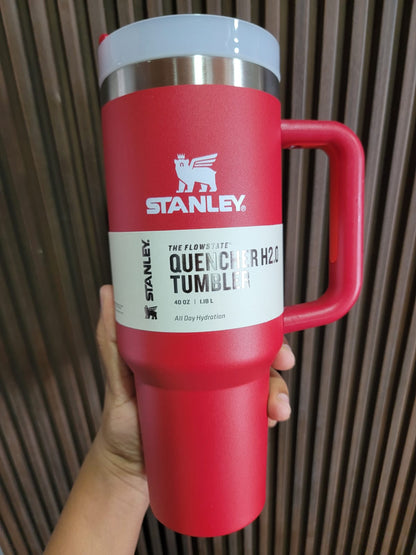 STANLEY®
STANLEY
THE FLOWSTATE™
QUENCHER H2.0
TUMBLER
40 OZ | 1.18 L
All Day Hydration